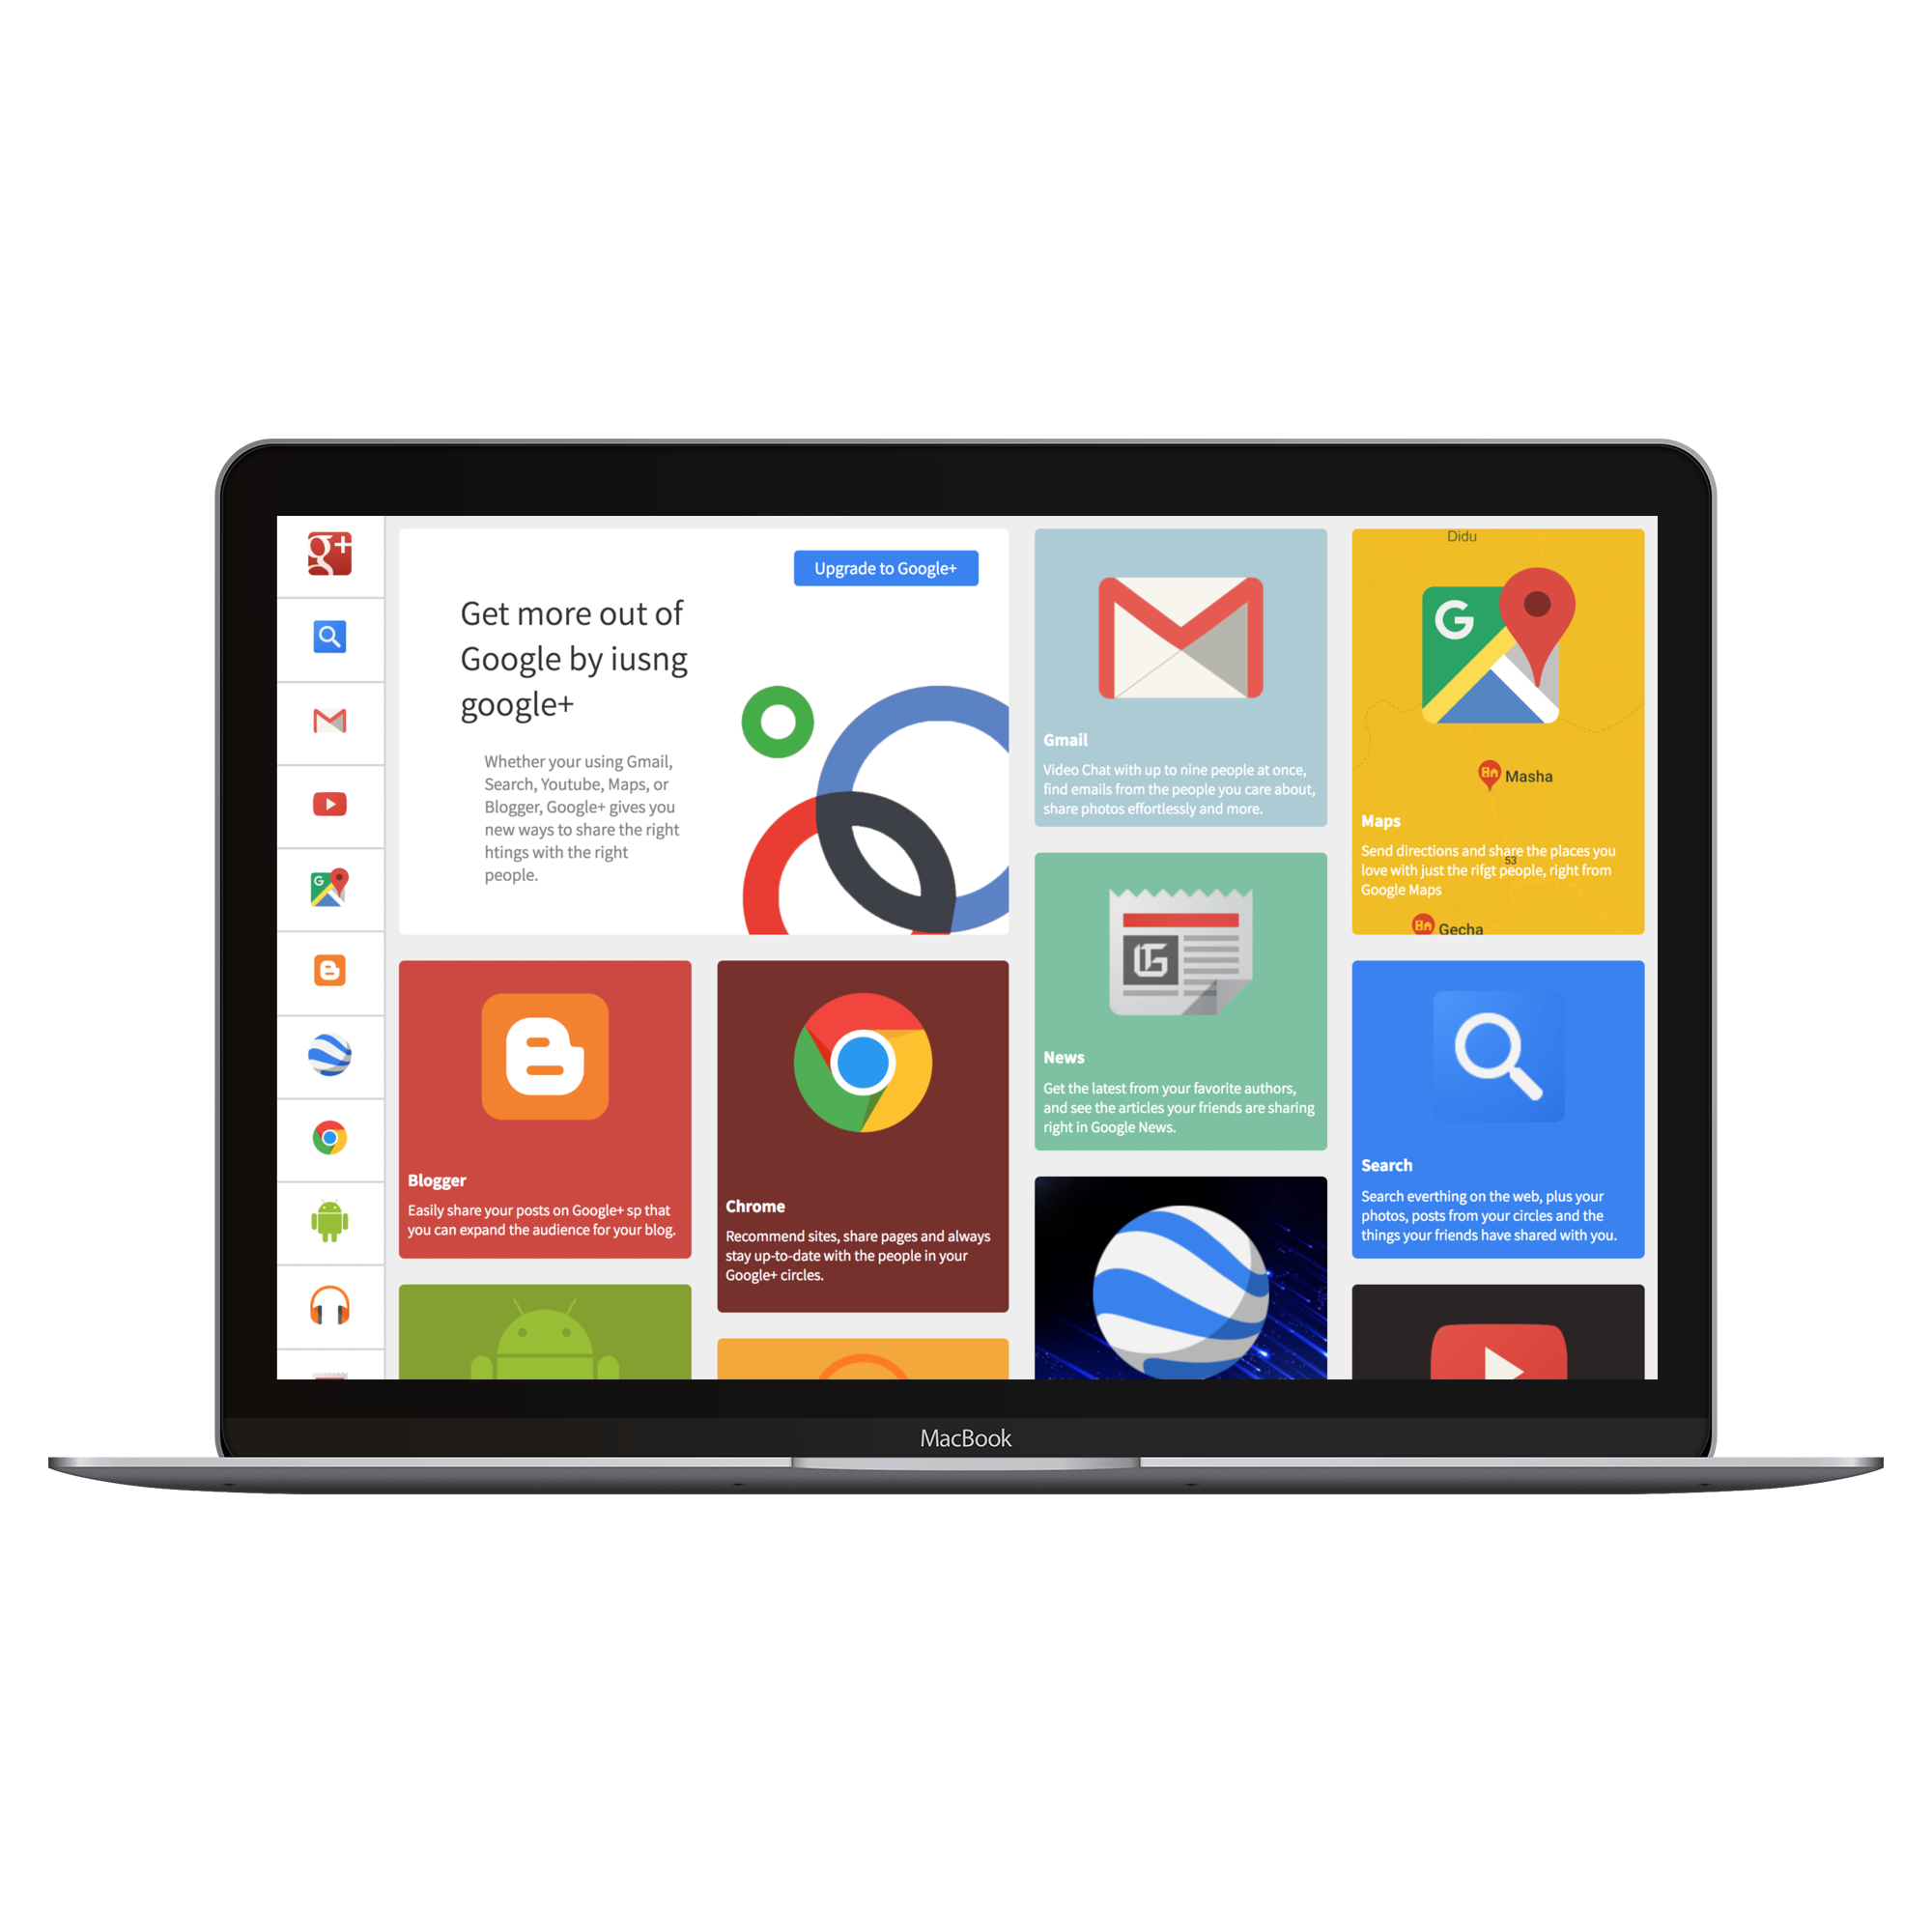 Upgrade to Google+
Get more out of
Google by iusng
google+
Whether your using Gmail,
Search, Youtube, Maps, or
Blogger, Google+ gives you
new ways to share the right
htings with the right
people.
Gmail
Video Chat with up to nine people at once,
find emails from the people you care about,
share photos effortlessly and more.
Didu
G
Masha
Maps
Send directions and share the places you
53
love with just the rifgt people, right from
Google Maps
Gecha
Blogger
Easily share your posts on Google+ sp that
you can expand the audience for your blog.
Chrome
Recommend sites, share pages and always
stay up-to-date with the people in your
Google+ circles.
News
Get the latest from your favorite authors,
and see the articles your friends are sharing
right in Google News.
Search
Search everthing on the web, plus your
photos, posts from your circles and the
things your friends have shared with you.
g+
G
MacBook